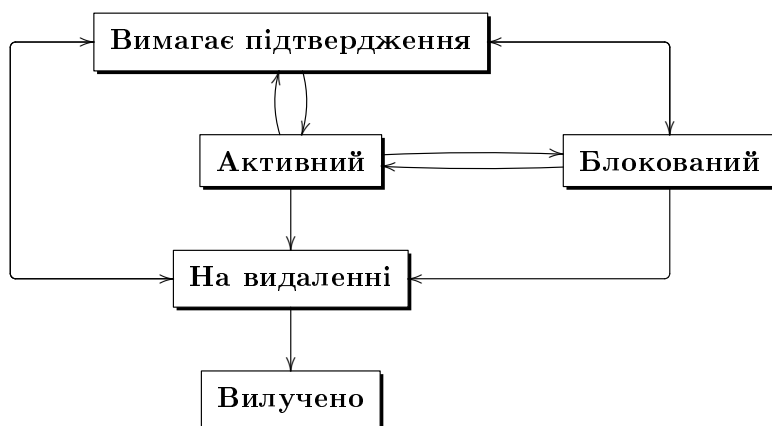 Вимагає підтвердження
Активний
Блокований
На видаленні
Вилучено